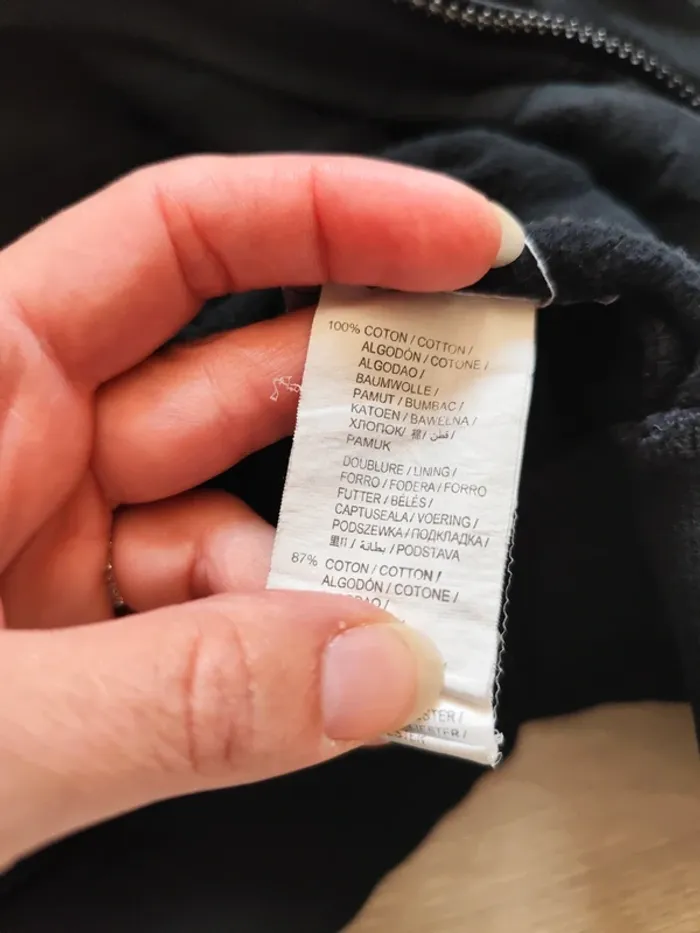 100% COTON / COTTON /
ALGODÓN / COTONE /
ALGODAO /
BAUMWOLLE /
PAMUT / BUMBAC /
KATOEN / BAWEŁNA /
ХЛОПОК/ 棉/ قطن /
PAMUK
DOUBLURE / LINING /
FORRO / FODERA / FORRO
FUTTER / BÉLÉS /
CAPTUSEALA / VOERING /
PODSZEWKA / ПОДКЛАДКА /
里料 / بطانة / PODSTAVA
87% COTON / COTTON /
ALGODÓN / COTONE /